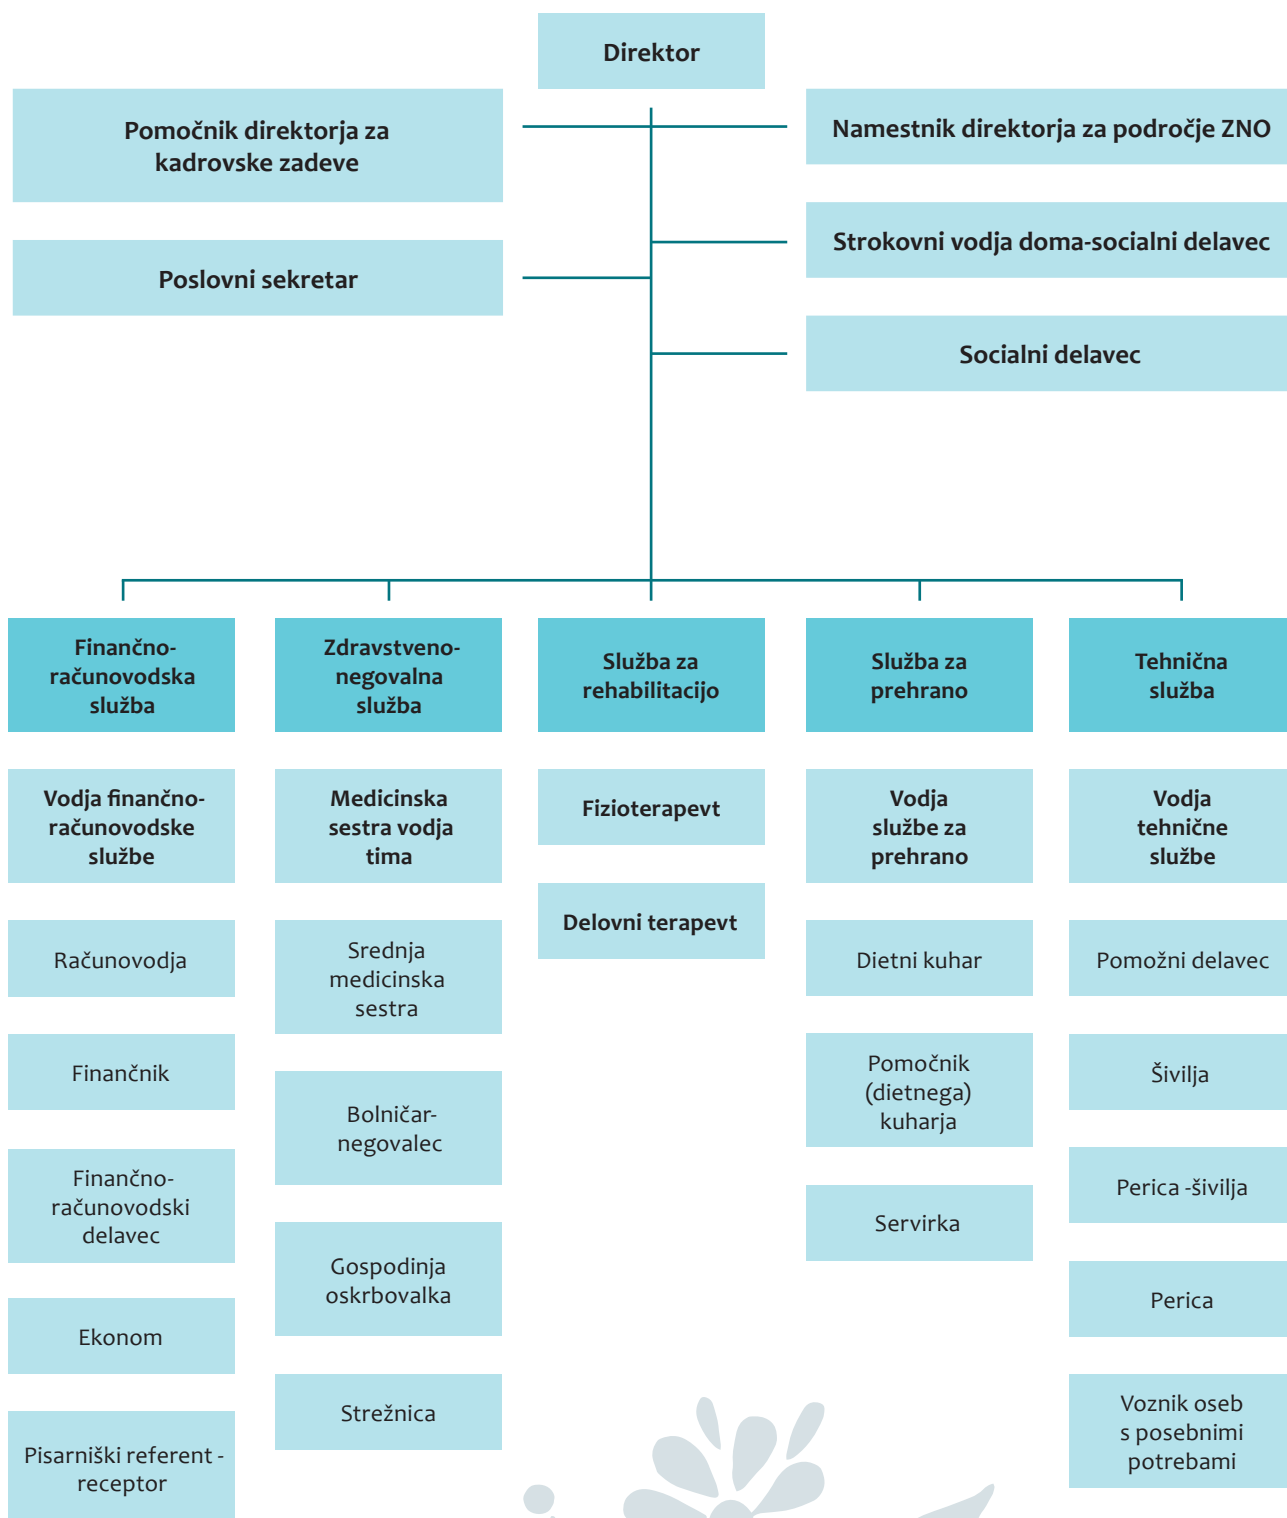 Direktor
Pomočnik direktorja za
kadrovske zadeve
Namestnik direktorja za področje ZNO
Strokovni vodja doma-socialni delavec
Poslovni sekretar
Socialni delavec
Finančno-
računovodska
služba
Zdravstveno-
negovalna
služba
Služba za
rehabilitacijo
Služba za
prehrano
Tehnična
služba
Vodja finančno-
računovodske
službe
Medicinska
sestra vodja
tima
Fizioterapevt
Vodja
službe za
prehrano
Vodja
tehnične
službe
Delovni terapevt
Računovodja
Srednja
medicinska
sestra
Dietni kuhar
Pomožni delavec
Finančnik
Bolničar-
negovalec
Pomočnik
(dietnega)
kuharja
Šivilja
Finančno-
računovodski
delavec
Gospodinja
oskrbovalka
Servirka
Perica -šivilja
Ekonom
Perica
Strežnica
Voznik oseb
s posebnimi
potrebami
Pisarniški referent -
receptor